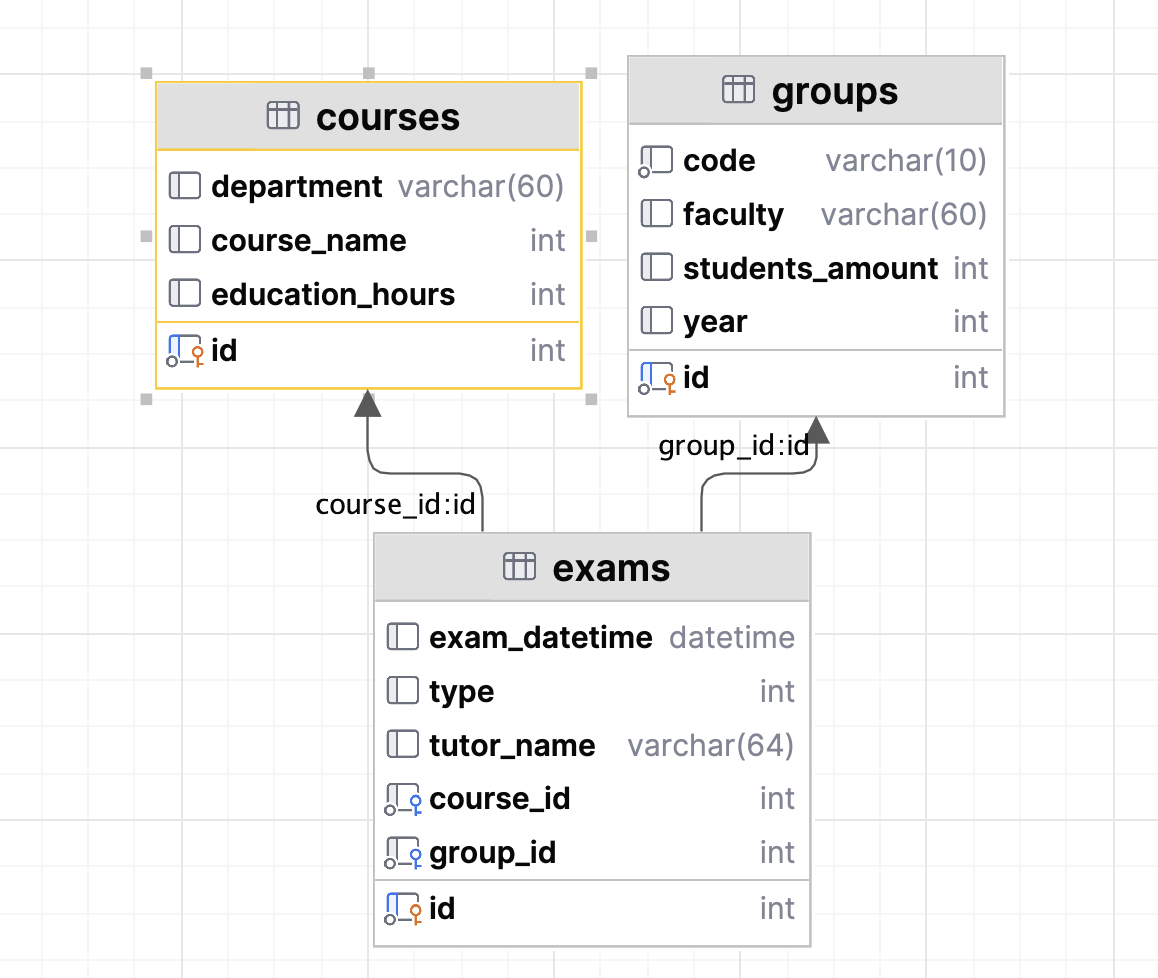 courses
department varchar(60)
course_name int
education_hours int
id int
groups
code varchar(10)
faculty varchar(60)
students_amount int
year int
id int
course_id:id
group_id:id
exams
exam_datetime datetime
type int
tutor_name varchar(64)
course_id int
group_id int
id int